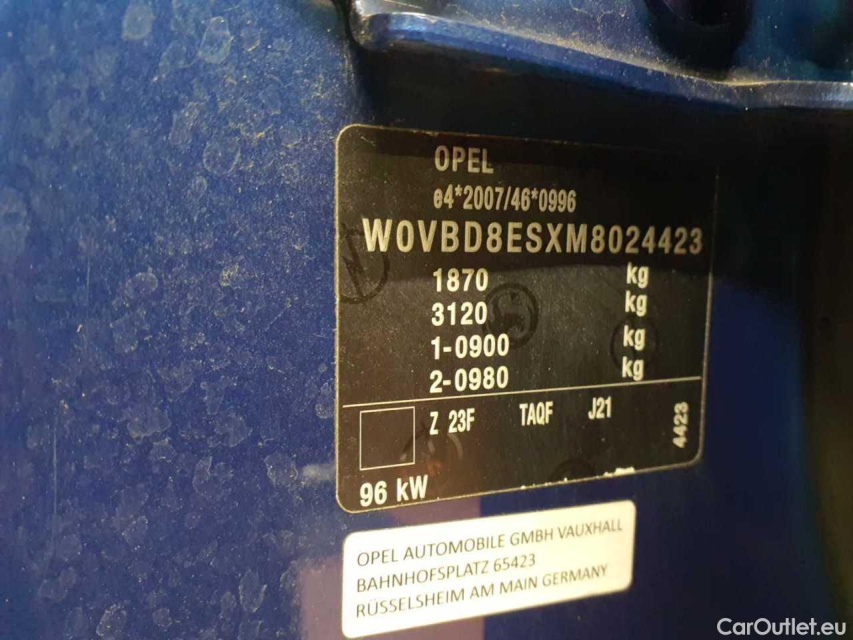 OPEL
e4*2007/46*0996
W0VBD8ESXM8024423
1870 kg
3120 kg
1-0900 kg
2-0980 kg
Z 23F TAQF J21
4423
96 kW
OPEL AUTOMOBILE GMBH VAUXHALL
BAHNHOFSPLATZ 65423
RÜSSELSHEIM AM MAIN GERMANY
CarOutlet.eu